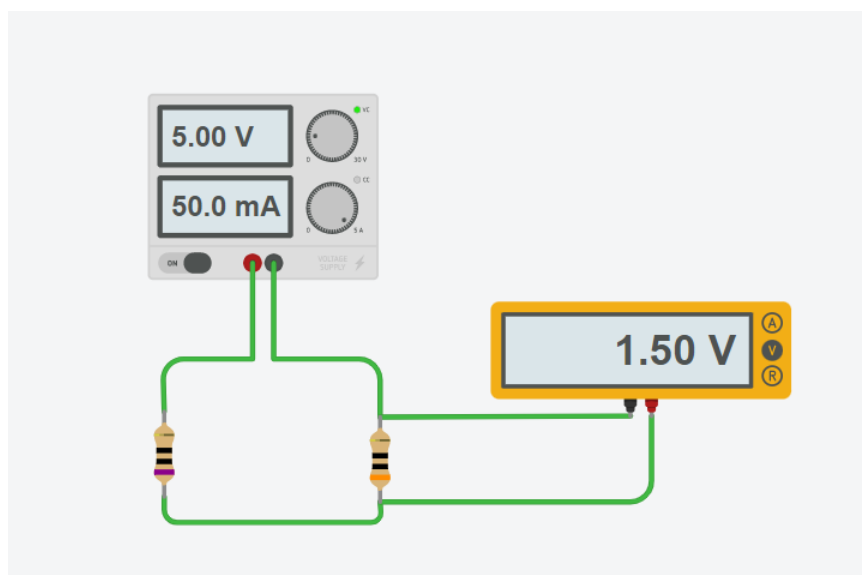 5.00 V
VC
0 30 V
50.0 mA
CC
0 5 A
ON
VOLTAGE
SUPPLY
1.50 V
A
V
R